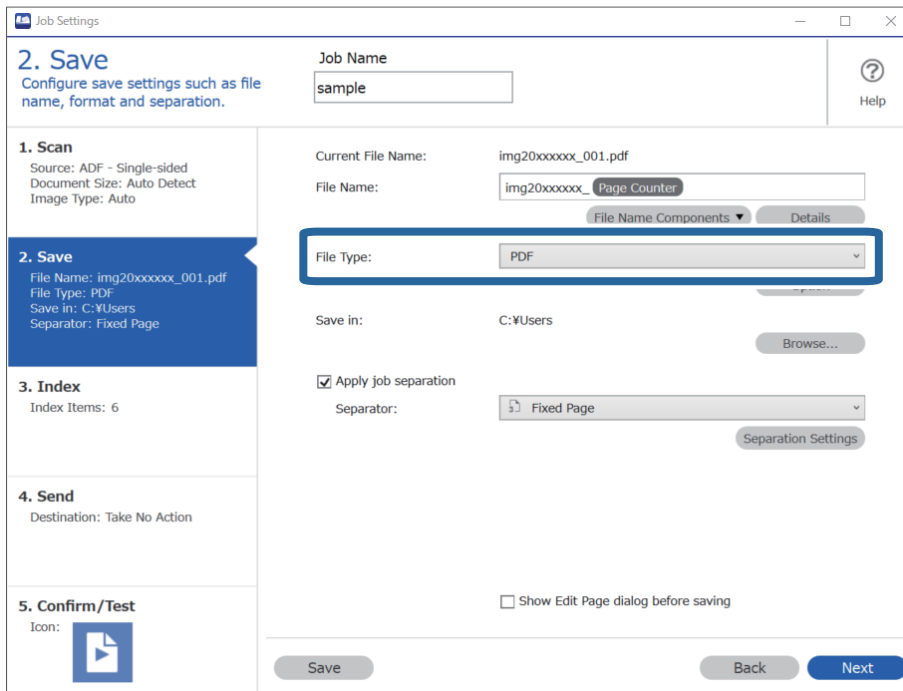 Job Settings
2. Save
Configure save settings such as file
name, format and separation.
Job Name
sample
Help
1. Scan
Source: ADF - Single-sided
Document Size: Auto Detect
Image Type: Auto
2. Save
File Name: img20xxxxxx_001.pdf
File Type: PDF
Save in: C:¥Users
Separator: Fixed Page
3. Index
Index Items: 6
4. Send
Destination: Take No Action
5. Confirm/Test
Icon:
Current File Name: img20xxxxxx_001.pdf
File Name: img20xxxxxx_ Page Counter
File Name Components ▼ Details
File Type: PDF
Save in: C:¥Users
Browse...
Apply job separation
Separator: Fixed Page
Separation Settings
Show Edit Page dialog before saving
Save Back Next